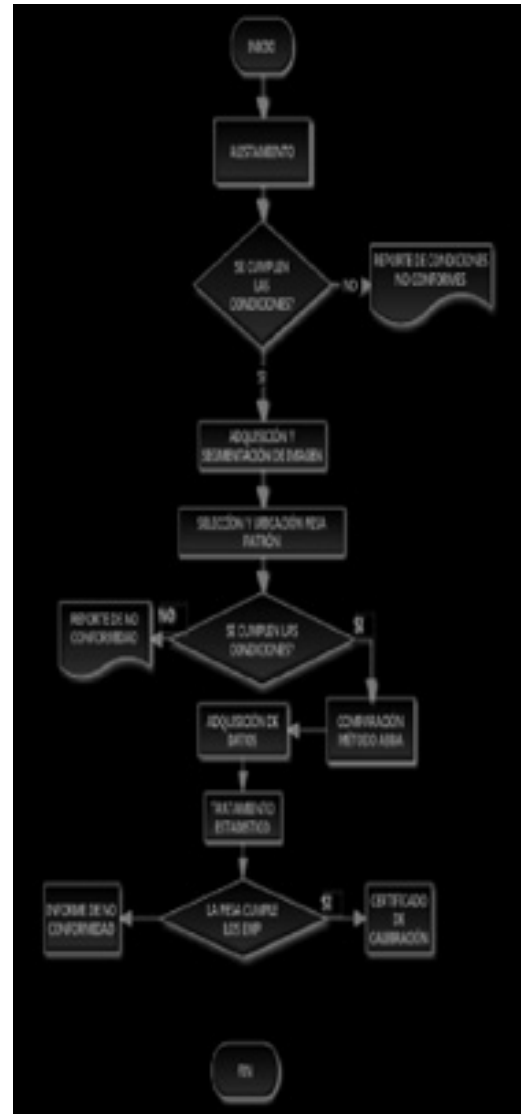 INICIO
ALISTAMIENTO
SE CUMPLEN
LAS
CONDICIONES?
NO
REPORTE DE CONDICIONES
NO CONFORMES
SI
ADQUISICIÓN Y
SEGMENTACIÓN DE IMAGEN
SELECCIÓN Y UBICACIÓN PESA
PATRÓN
SE CUMPLEN LAS
CONDICIONES?
NO
REPORTE DE NO
CONFORMIDAD
SI
COMPARACIÓN
MÉTODO ABBA
ADQUISICIÓN DE
DATOS
TRATAMIENTO
ESTADISTICO
LA PESA CUMPLE
LOS EMP
INFORME DE NO
CONFORMIDAD
SI
CERTIFICADO
DE
CALIBRACIÓN
FIN